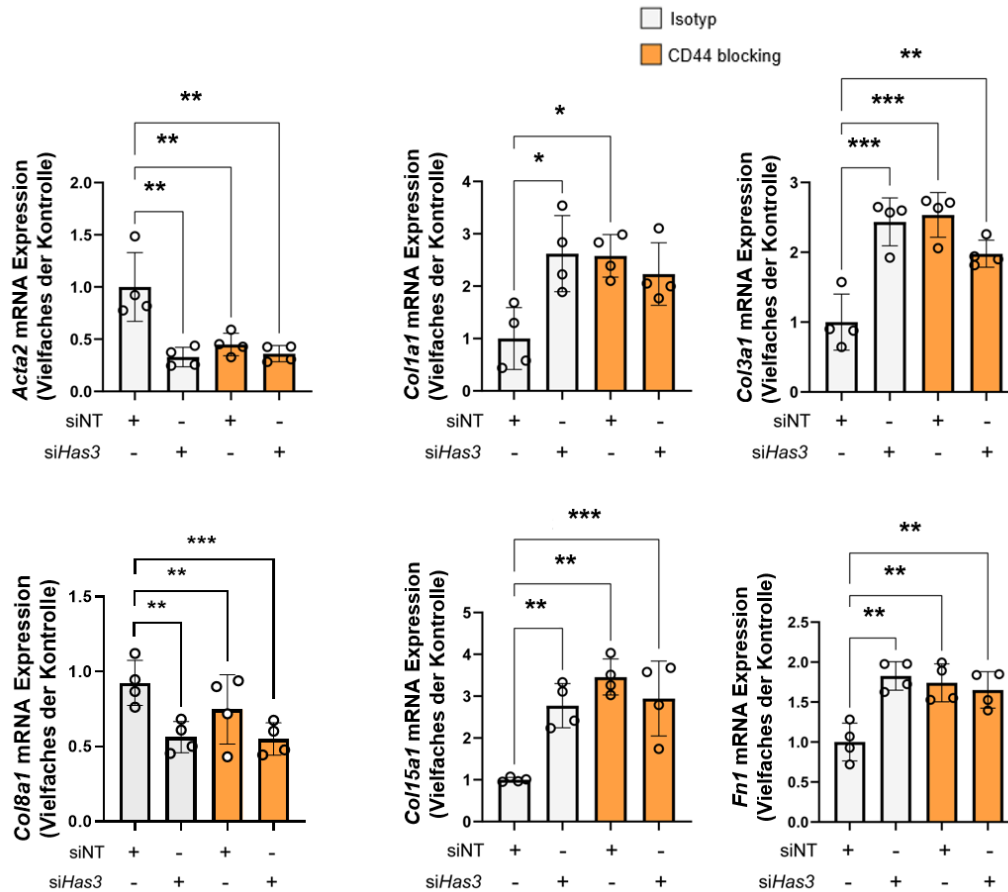 Isotyp
CD44 blocking
**
**
**
Acta2 mRNA Expression
(Vielfaches der Kontrolle)
2.0
1.5
1.0
0.5
0.0
siNT + - + -
siHas3 - + - +
*
*
Col1a1 mRNA Expression
(Vielfaches der Kontrolle)
4
3
2
1
0
siNT + - + -
siHas3 - + - +
**
***
***
Col3a1 mRNA Expression
(Vielfaches der Kontrolle)
3
2
1
0
siNT + - + -
siHas3 - + - +
***
**
**
Col8a1 mRNA Expression
(Vielfaches der Kontrolle)
1.5
1.0
0.5
0.0
siNT + - + -
siHas3 - + - +
***
**
**
Col15a1 mRNA Expression
(Vielfaches der Kontrolle)
5
4
3
2
1
0
siNT + - + -
siHas3 - + - +
**
**
**
Fn1 mRNA Expression
(Vielfaches der Kontrolle)
2.5
2.0
1.5
1.0
0.5
0.0
siNT + - + -
siHas3 - + - +